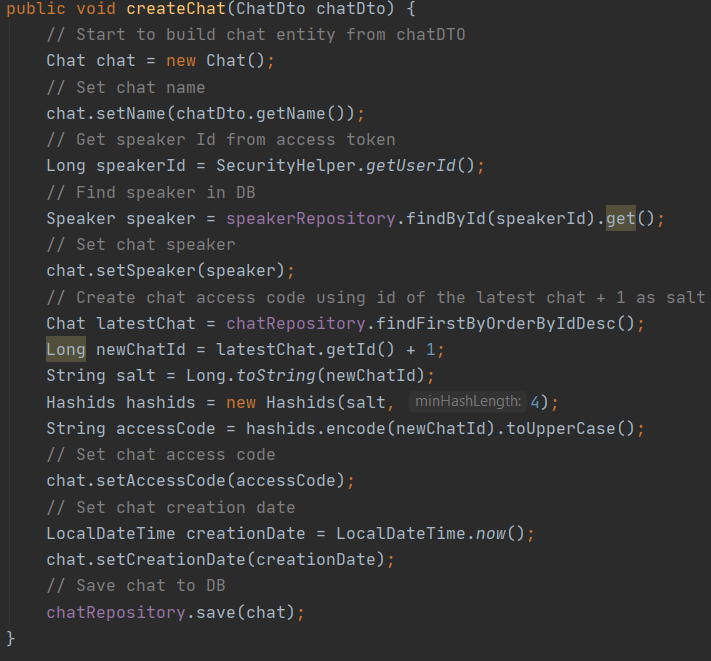 public void createChat(ChatDto chatDto) {
    // Start to build chat entity from chatDTO
    Chat chat = new Chat();
    // Set chat name
    chat.setName(chatDto.getName());
    // Get speaker Id from access token
    Long speakerId = SecurityHelper.getUserId();
    // Find speaker in DB
    Speaker speaker = speakerRepository.findById(speakerId).get();
    // Set chat speaker
    chat.setSpeaker(speaker);
    // Create chat access code using id of the latest chat + 1 as salt
    Chat latestChat = chatRepository.findFirstByOrderByIdDesc();
    Long newChatId = latestChat.getId() + 1;
    String salt = Long.toString(newChatId);
    Hashids hashids = new Hashids(salt, minHashLength: 4);
    String accessCode = hashids.encode(newChatId).toUpperCase();
    // Set chat access code
    chat.setAccessCode(accessCode);
    // Set chat creation date
    LocalDateTime creationDate = LocalDateTime.now();
    chat.setCreationDate(creationDate);
    // Save chat to DB
    chatRepository.save(chat);
}